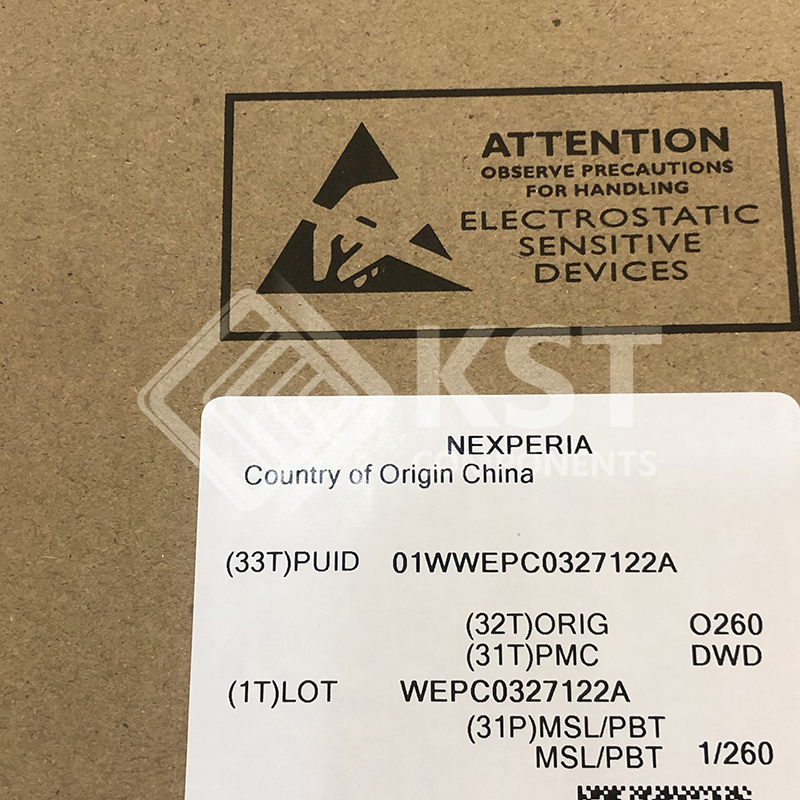 ATTENTION
OBSERVE PRECAUTIONS
FOR HANDLING
ELECTROSTATIC
SENSITIVE
DEVICES
KST
COMPONENTS
NEXPERIA
Country of Origin China
(33T)PUID 01WWEPC0327122A
(32T)ORIG O260
(31T)PMC DWD
(1T)LOT WEPC0327122A
(31P)MSL/PBT
MSL/PBT 1/260